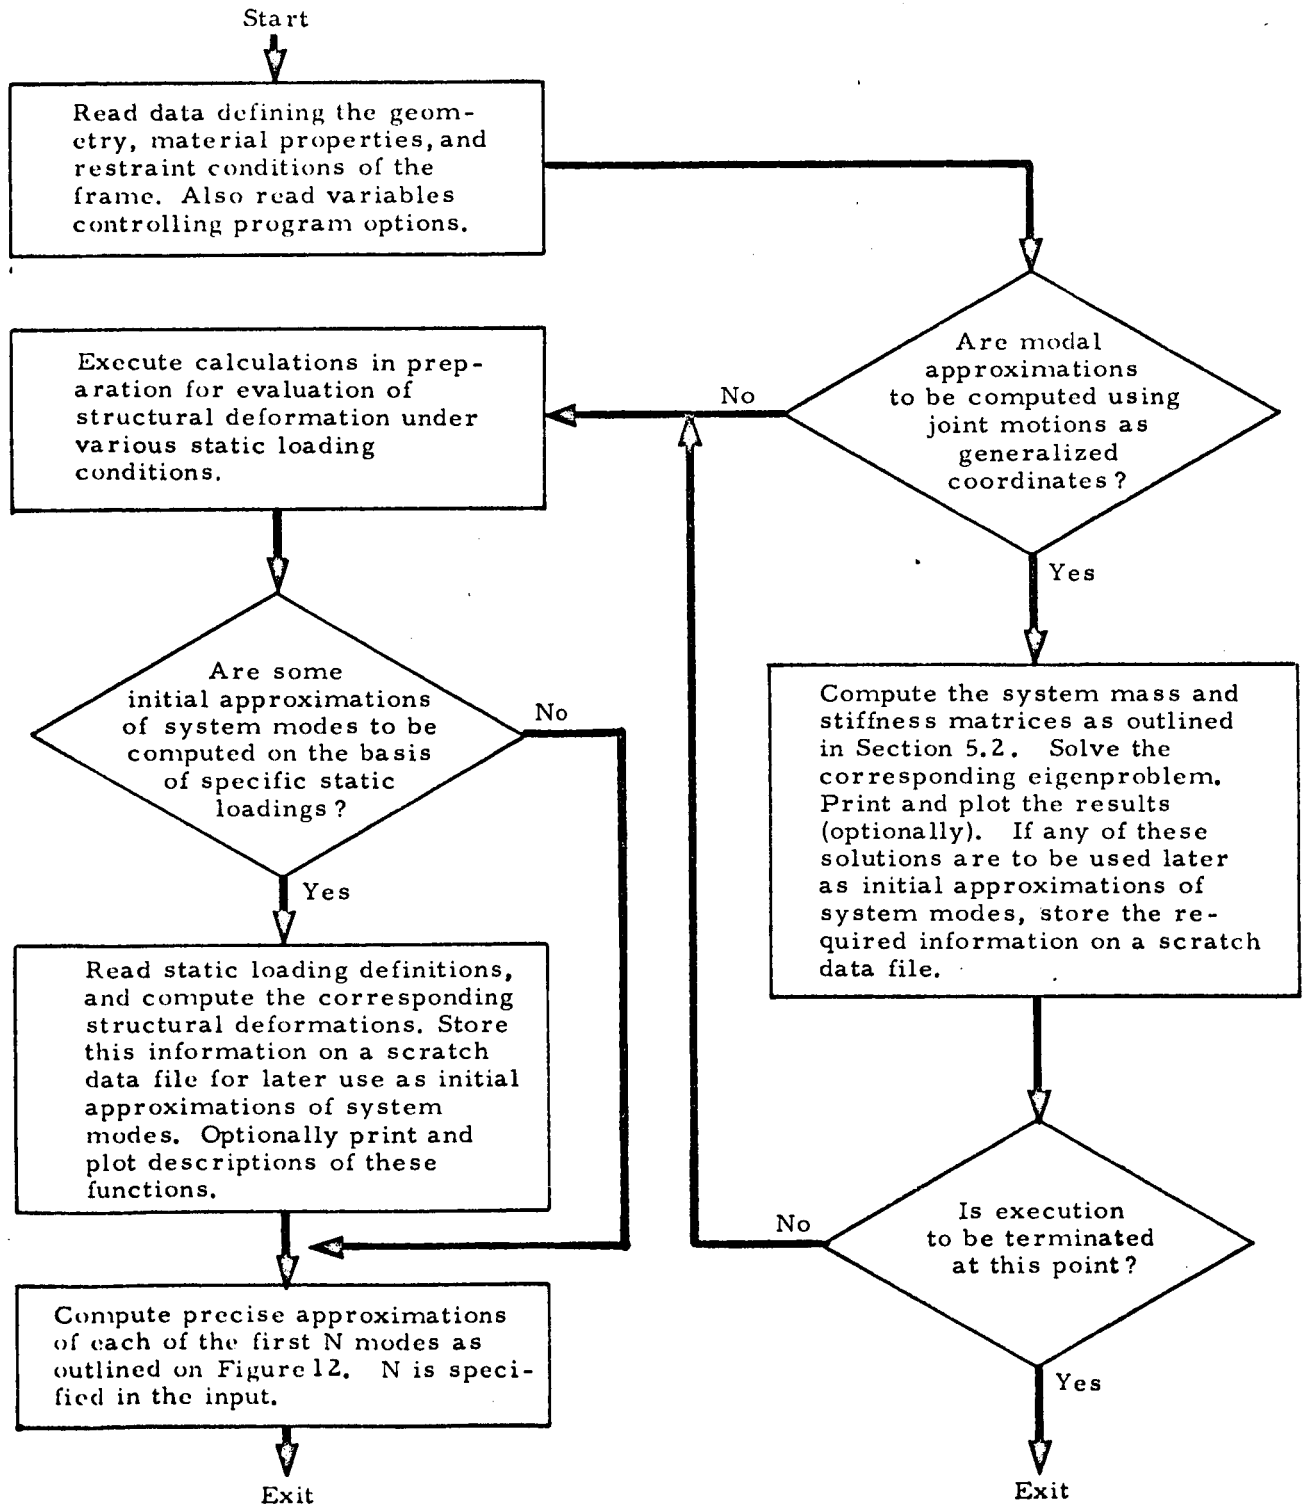 Start
Read data defining the geom-
etry, material properties, and
restraint conditions of the
frame. Also read variables
controlling program options.
Are modal
approximations
to be computed using
joint motions as
generalized
coordinates?
No
Yes
Execute calculations in prep-
aration for evaluation of
structural deformation under
various static loading
conditions.
Are some
initial approximations
of system modes to be
computed on the basis
of specific static
loadings?
No
Yes
Compute the system mass and
stiffness matrices as outlined
in Section 5.2. Solve the
corresponding eigenproblem.
Print and plot the results
(optionally). If any of these
solutions are to be used later
as initial approximations of
system modes, store the re-
quired information on a scratch
data file.
Read static loading definitions,
and compute the corresponding
structural deformations. Store
this information on a scratch
data file for later use as initial
approximations of system
modes. Optionally print and
plot descriptions of these
functions.
Is execution
to be terminated
at this point?
No
Yes
Compute precise approximations
of each of the first N modes as
outlined on Figure 12. N is speci-
fied in the input.
Exit
Exit